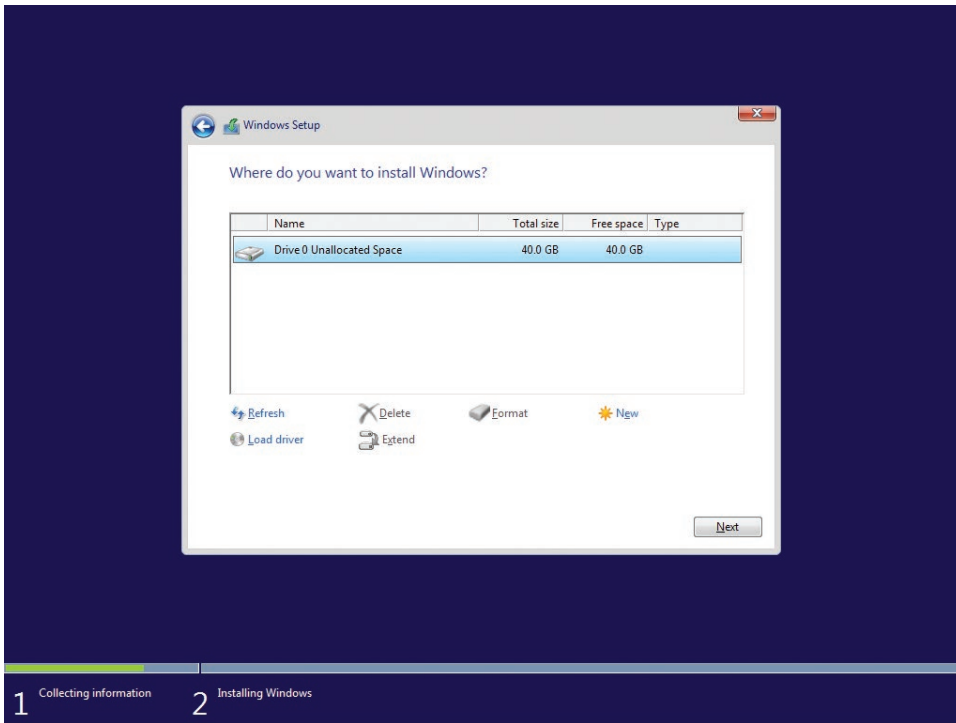 Windows Setup
Where do you want to install Windows?
Name Total size Free space Type
Drive 0 Unallocated Space 40.0 GB 40.0 GB
Refresh Delete Format New
Load driver Extend
Next
1 Collecting information 2 Installing Windows